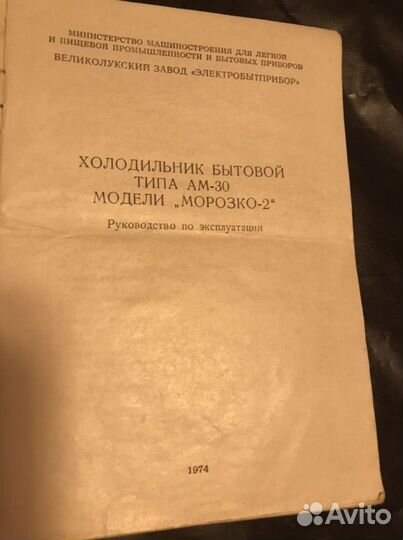 МИНИСТЕРСТВО МАШИНОСТРОЕНИЯ ДЛЯ ЛЕГКОЙ
И ПИЩЕВОЙ ПРОМЫШЛЕННОСТИ И БЫТОВЫХ ПРИБОРОВ
ВЕЛИКОЛУКСКИЙ ЗАВОД «ЭЛЕКТРОБЫТПРИБОР»
ХОЛОДИЛЬНИК БЫТОВОЙ
ТИПА АМ-30
МОДЕЛИ „МОРОЗКО-2“
Руководство по эксплуатации
1974
Avito